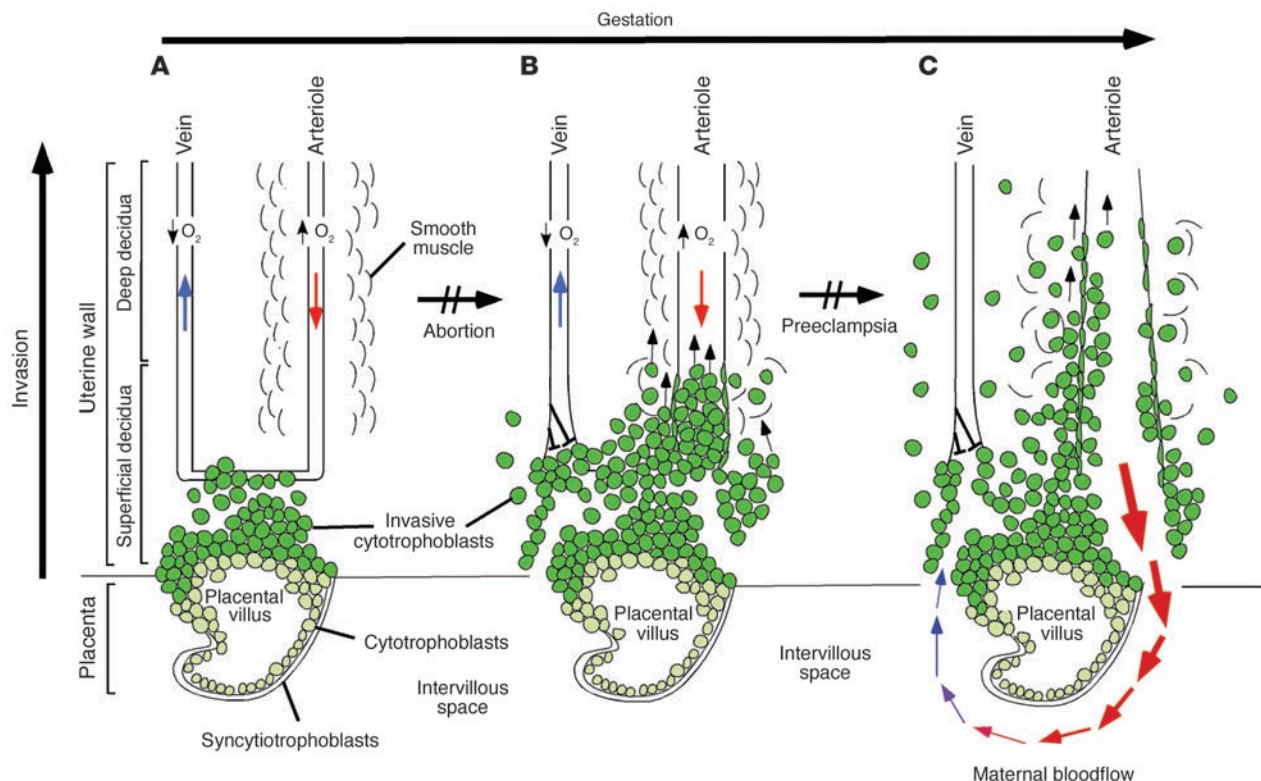 Gestation
A
B
C
Vein
Arteriole
Vein
Arteriole
Vein
Arteriole
Invasion
Uterine wall
Deep decidua
Superficial decidua
Placenta
O2
O2
O2
O2
Smooth
muscle
Abortion
Preeclampsia
Invasive
cytotrophoblasts
Placental
villus
Placental
villus
Placental
villus
Cytotrophoblasts
Intervillous
space
Intervillous
space
Syncytiotrophoblasts
Maternal bloodflow